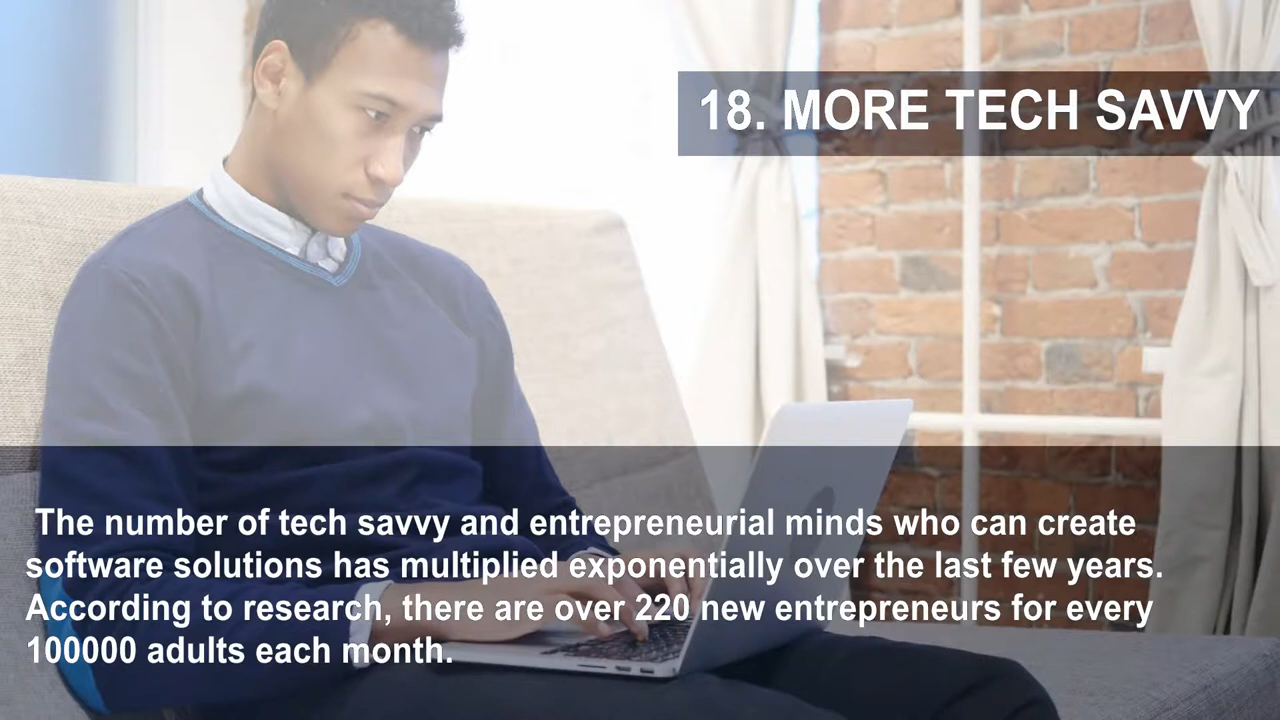 18. MORE TECH SAVVY
The number of tech savvy and entrepreneurial minds who can create
software solutions has multiplied exponentially over the last few years.
According to research, there are over 220 new entrepreneurs for every
100000 adults each month.